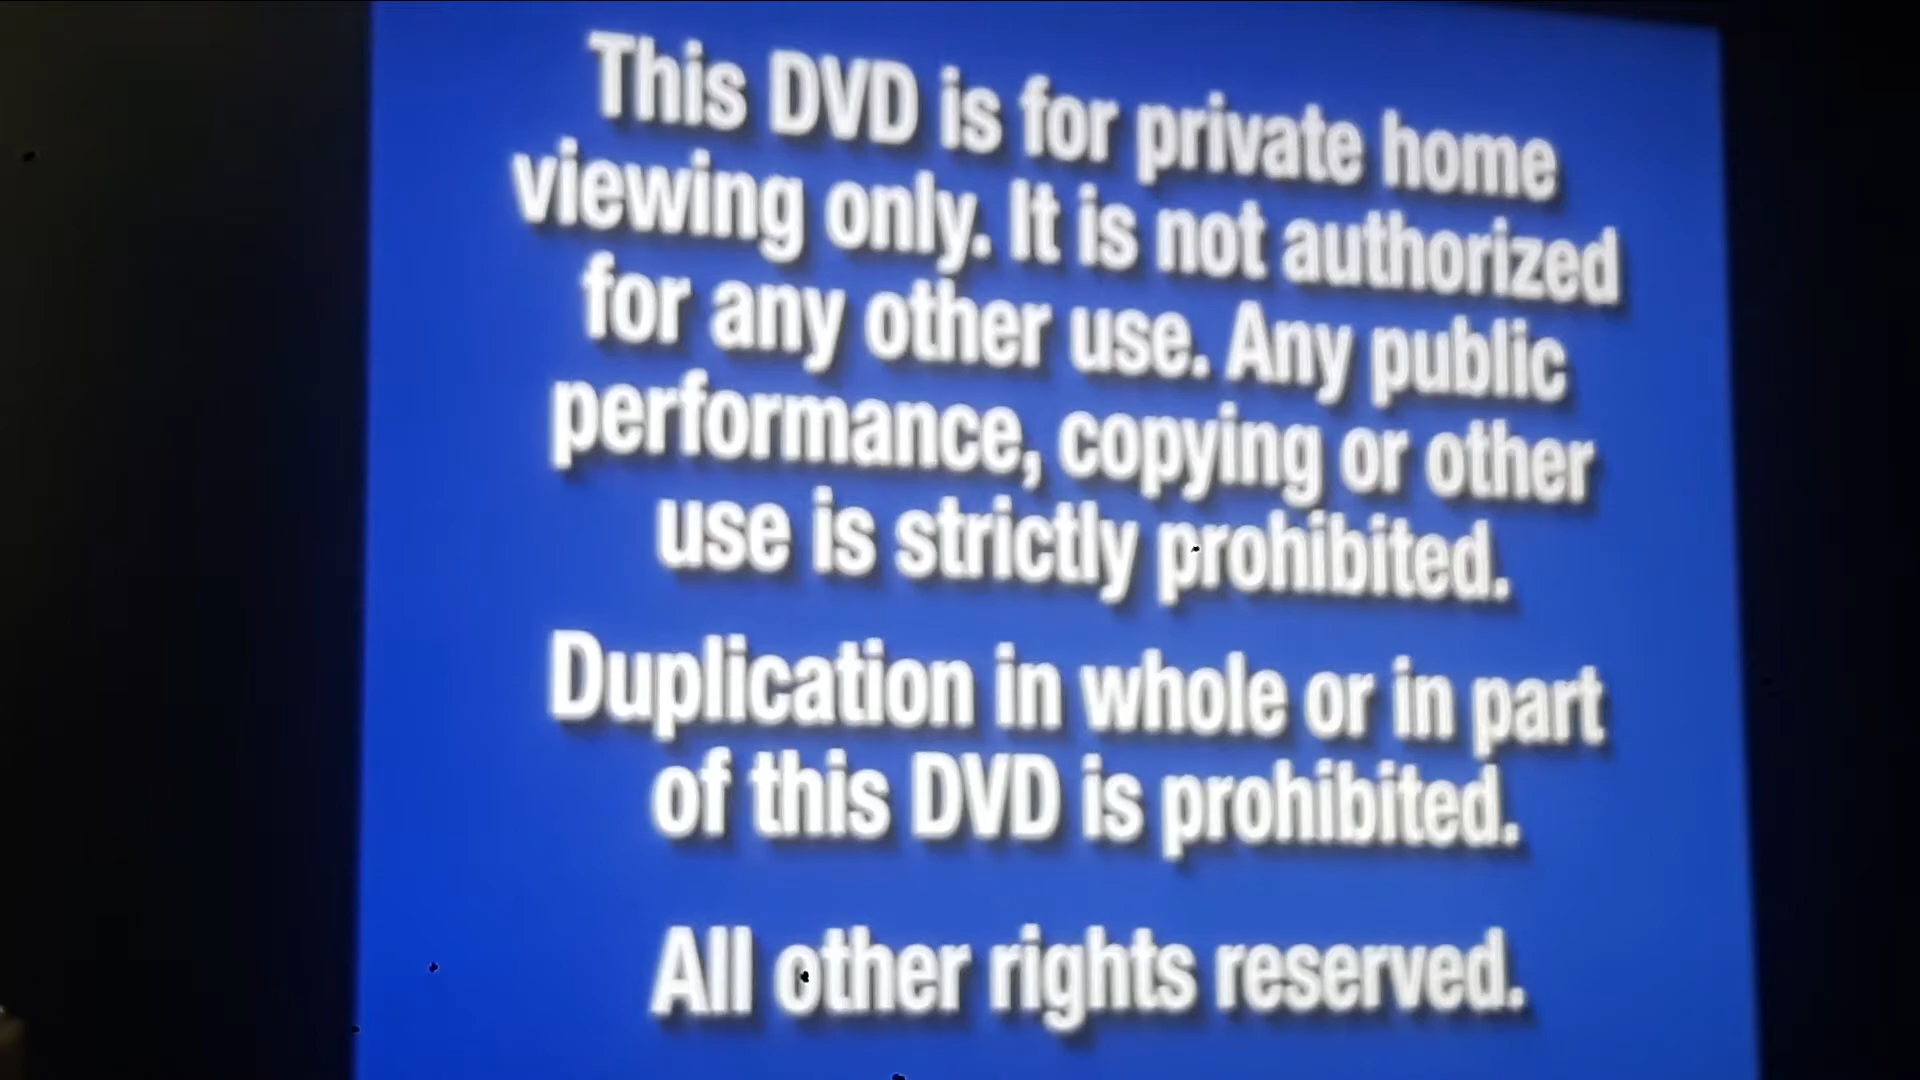 This DVD is for private home
viewing only. It is not authorized
for any other use. Any public
performance, copying or other
use is strictly prohibited.
Duplication in whole or in part
of this DVD is prohibited.
All other rights reserved.